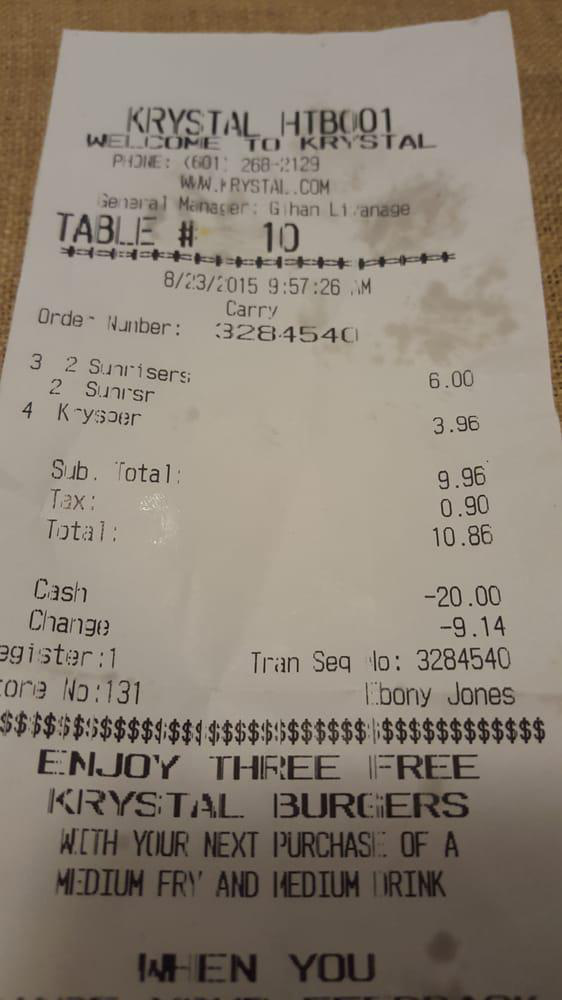 KRYSTAL HTB001
WELCOME TO KRYSTAL
PHONE: (601) 268-2129
WWW.KRYSTAL.COM
General Manager: Gihan Livanage
TABLE # 10
8/23/2015 9:57:26 AM
Carry
Order Number: 3284540
3 2 Sunrisers 6.00
2 Sunrsr
4 Krysper 3.96
Sub. Total: 9.96
Tax: 0.90
Total: 10.86
Cash -20.00
Change -9.14
egister:1 Tran Seq No: 3284540
tore No:131 Ebony Jones
$$$$$$$$$$$$$$$$$$$$$$$$$$$$$$$$$$$$$$$$
ENJOY THREE FREE
KRYSTAL BURGERS
WITH YOUR NEXT PURCHASE OF A
MEDIUM FRY AND MEDIUM DRINK
WHEN YOU